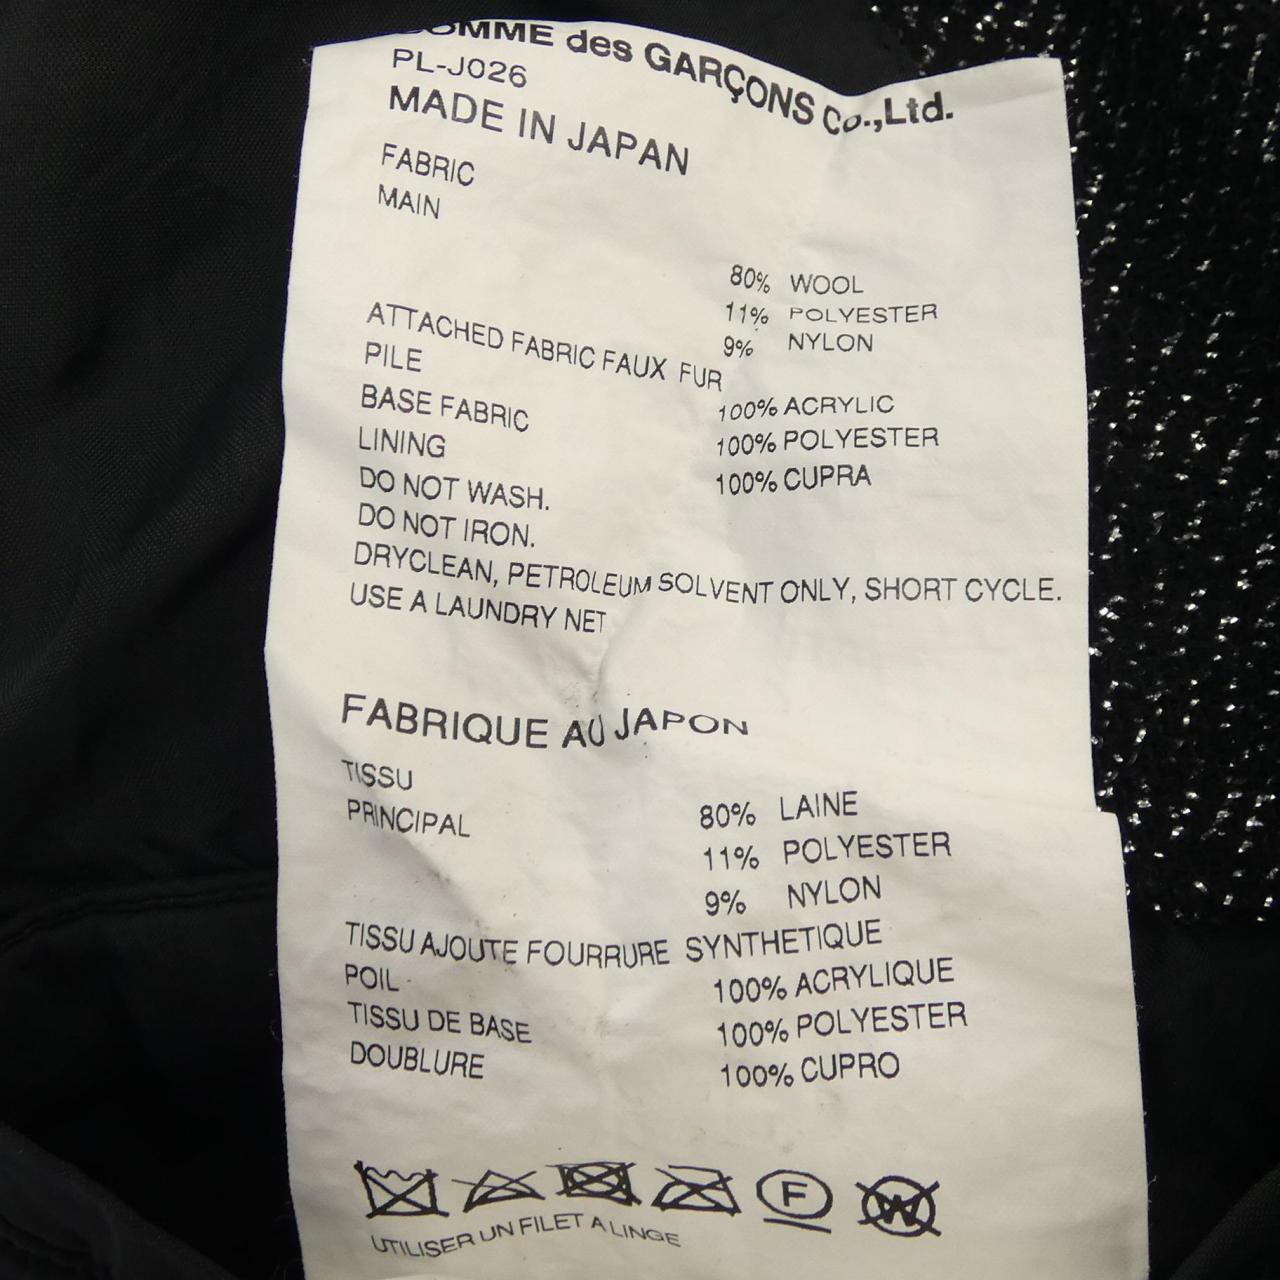 COMME des GARÇONS Co.,Ltd.
PL-J026
MADE IN JAPAN
FABRIC
MAIN
80% WOOL
11% POLYESTER
9% NYLON
ATTACHED FABRIC FAUX FUR
PILE 100% ACRYLIC
BASE FABRIC 100% POLYESTER
LINING 100% CUPRA
DO NOT WASH.
DO NOT IRON.
DRYCLEAN, PETROLEUM SOLVENT ONLY, SHORT CYCLE.
USE A LAUNDRY NET
FABRIQUE AU JAPON
TISSU
PRINCIPAL 80% LAINE
11% POLYESTER
9% NYLON
TISSU AJOUTE FOURRURE SYNTHETIQUE
POIL 100% ACRYLIQUE
TISSU DE BASE 100% POLYESTER
DOUBLURE 100% CUPRO
F W
UTILISER UN FILET A LINGE